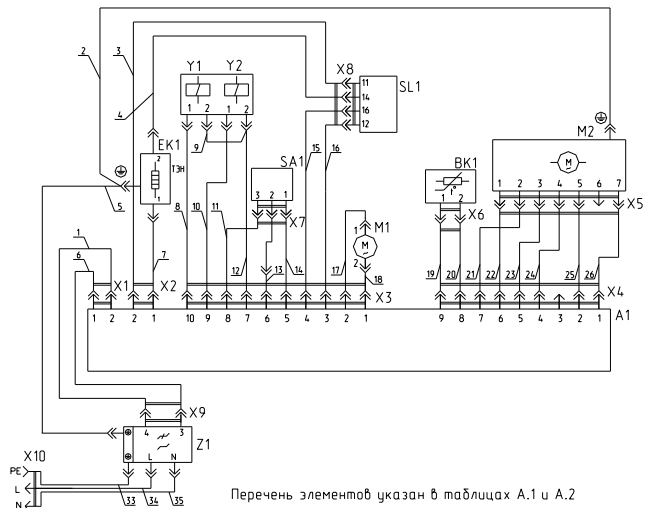 2
3
4
Y1 Y2
1 2 1 2
9
X8
11
14
16
12
SL1
M2
M
1 2 3 4 5 6 7
X5
EK1
2
ТЭН
1
5
SA1
3 2 1
X7
BK1
t°
1 2
X6
15
16
8
10
11
12
13
14
M1
1
M
2
17
18
1
6
7
19
20
21
22
23
24
25
26
X1
X2
X3
X4
1 2
2 1
10 9 8 7 6 5 4 3 2 1
9 8 7 6 5 4 3 2 1
A1
X9
4 3
Z1
L N
X10
PE
L
N
33 34 35
Перечень элементов указан в таблицах А.1 и А.2